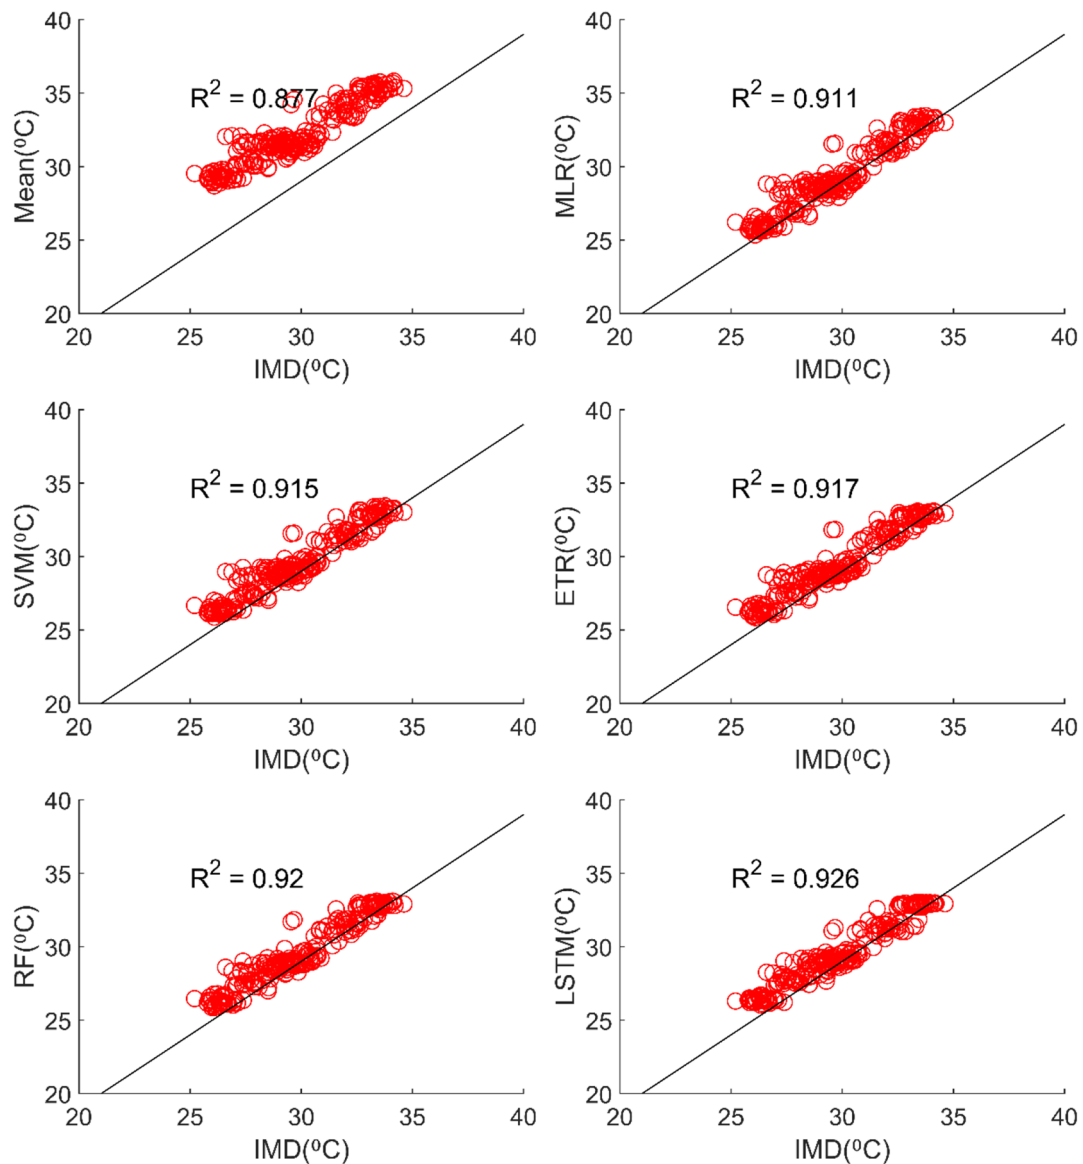 40
35
30
25
20
Mean(⁰C)
R² = 0.877
20 25 30 35 40
IMD(⁰C)
40
35
30
25
20
MLR(⁰C)
R² = 0.911
20 25 30 35 40
IMD(⁰C)
40
35
30
25
20
SVM(⁰C)
R² = 0.915
20 25 30 35 40
IMD(⁰C)
40
35
30
25
20
ETR(⁰C)
R² = 0.917
20 25 30 35 40
IMD(⁰C)
40
35
30
25
20
RF(⁰C)
R² = 0.92
20 25 30 35 40
IMD(⁰C)
40
35
30
25
20
LSTM(⁰C)
R² = 0.926
20 25 30 35 40
IMD(⁰C)